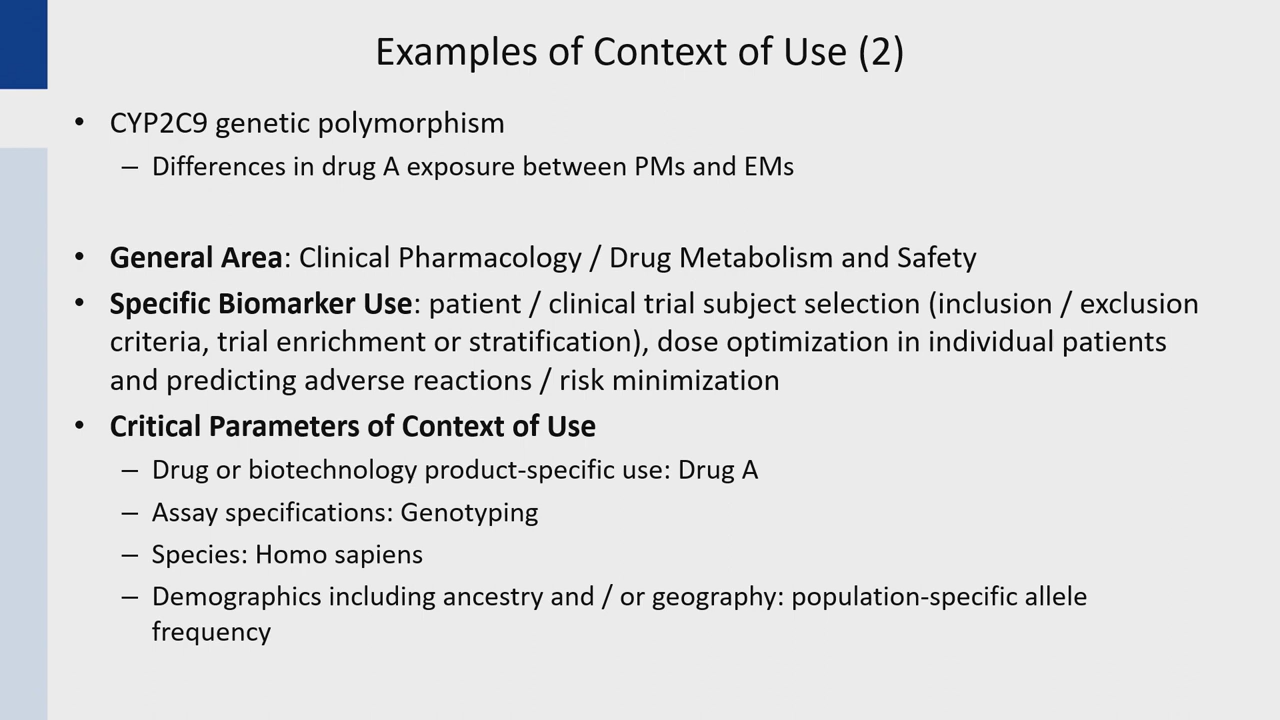 Examples of Context of Use (2)
• CYP2C9 genetic polymorphism
– Differences in drug A exposure between PMs and EMs
• General Area: Clinical Pharmacology / Drug Metabolism and Safety
• Specific Biomarker Use: patient / clinical trial subject selection (inclusion / exclusion
criteria, trial enrichment or stratification), dose optimization in individual patients
and predicting adverse reactions / risk minimization
• Critical Parameters of Context of Use
– Drug or biotechnology product-specific use: Drug A
– Assay specifications: Genotyping
– Species: Homo sapiens
– Demographics including ancestry and / or geography: population-specific allele
frequency